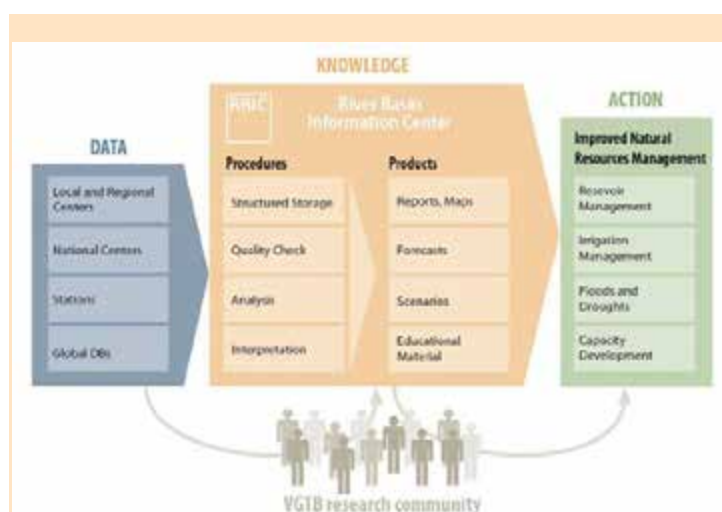 KNOWLEDGE
RBIC
River Basin
Information Center
ACTION
DATA
Improved Natural
Resources Management
Procedures
Products
Local and Regional
Centers
National Centers
Stations
Global DBs
Structured Storage
Quality Check
Analysis
Interpretation
Reports, Maps
Forecasts
Scenarios
Educational
Material
Resevoir
Management
Irrigation
Management
Floods and
Droughts
Capacity
Development
VGTB research community